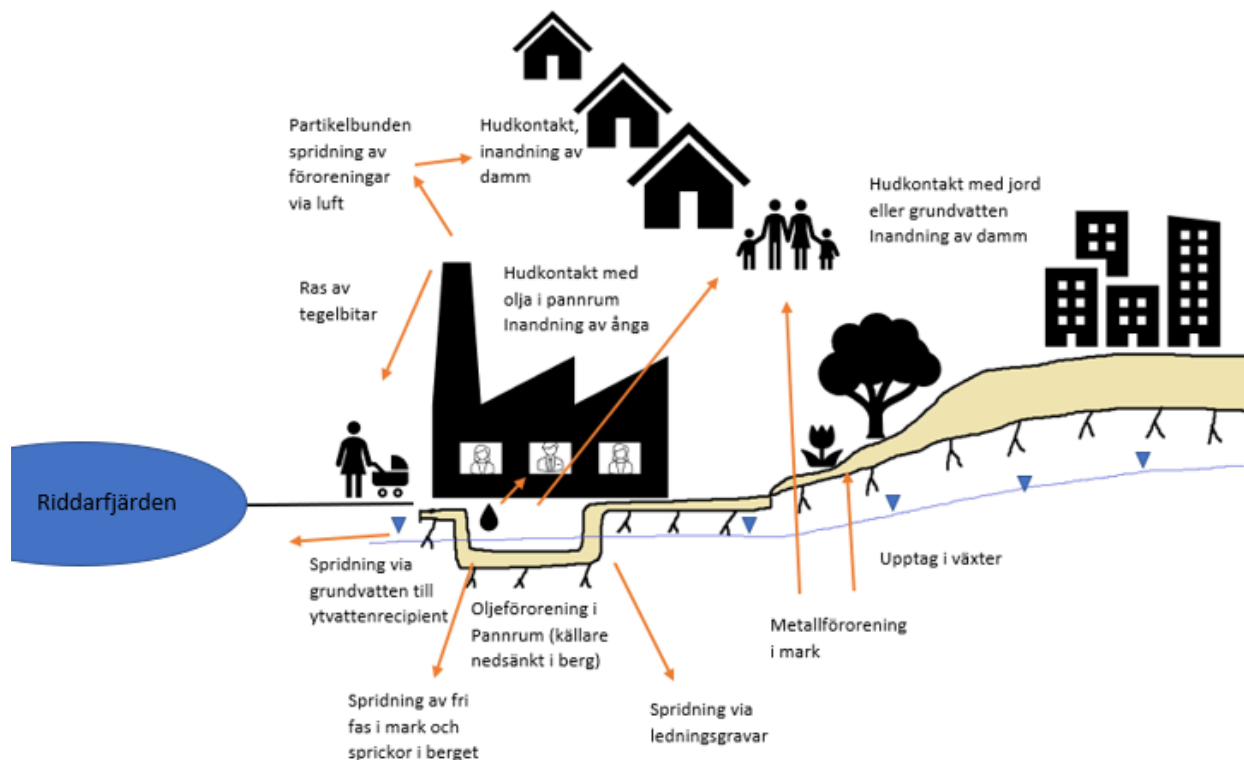 Partikelbunden
spridning av
föroreningar
via luft
Hudkontakt,
inandning av
damm
Hudkontakt med jord
eller grundvatten
Inandning av damm
Ras av
tegelbitar
Hudkontakt med
olja i pannrum
Inandning av ånga
Riddarfjärden
Spridning via
grundvatten till
ytvattenrecipient
Oljeförorening i
Pannrum (källare
nedsänkt i berg)
Upptag i växter
Metallförorening
i mark
Spridning av fri
fas i mark och
sprickor i berget
Spridning via
ledningsgravar